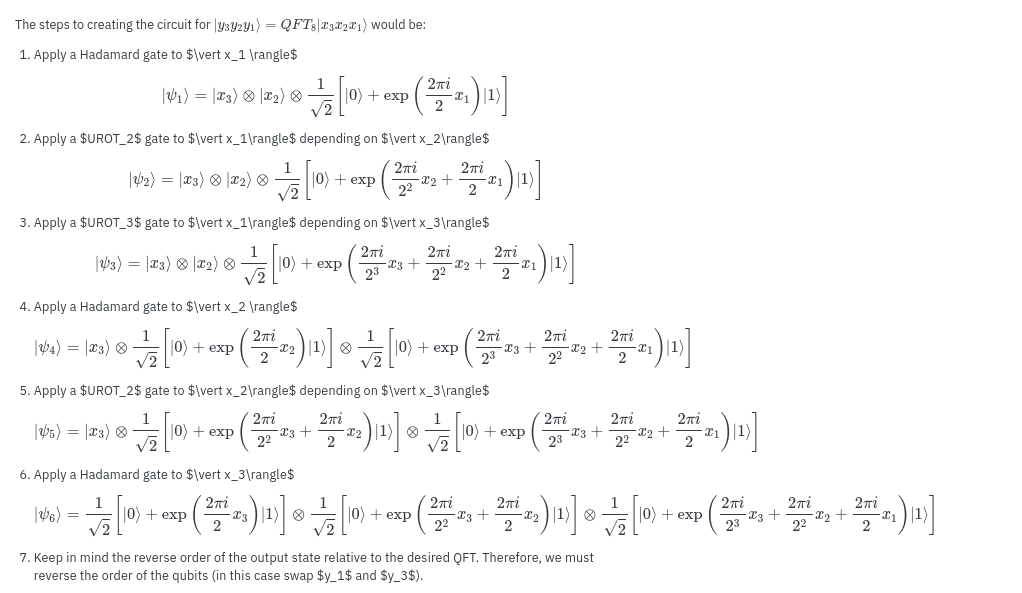 The steps to creating the circuit for |y₃y₂y₁⟩ = QFT₈|x₃x₂x₁⟩ would be:
1. Apply a Hadamard gate to $\vert x_1 \rangle$
|ψ₁⟩ = |x₃⟩ ⊗ |x₂⟩ ⊗ 1/√2 [|0⟩ + exp(2πi/2 x₁)|1⟩]
2. Apply a $UROT_2$ gate to $\vert x_1\rangle$ depending on $\vert x_2\rangle$
|ψ₂⟩ = |x₃⟩ ⊗ |x₂⟩ ⊗ 1/√2 [|0⟩ + exp(2πi/2² x₂ + 2πi/2 x₁)|1⟩]
3. Apply a $UROT_3$ gate to $\vert x_1\rangle$ depending on $\vert x_3\rangle$
|ψ₃⟩ = |x₃⟩ ⊗ |x₂⟩ ⊗ 1/√2 [|0⟩ + exp(2πi/2³ x₃ + 2πi/2² x₂ + 2πi/2 x₁)|1⟩]
4. Apply a Hadamard gate to $\vert x_2 \rangle$
|ψ₄⟩ = |x₃⟩ ⊗ 1/√2 [|0⟩ + exp(2πi/2 x₂)|1⟩] ⊗ 1/√2 [|0⟩ + exp(2πi/2³ x₃ + 2πi/2² x₂ + 2πi/2 x₁)|1⟩]
5. Apply a $UROT_2$ gate to $\vert x_2\rangle$ depending on $\vert x_3\rangle$
|ψ₅⟩ = |x₃⟩ ⊗ 1/√2 [|0⟩ + exp(2πi/2² x₃ + 2πi/2 x₂)|1⟩] ⊗ 1/√2 [|0⟩ + exp(2πi/2³ x₃ + 2πi/2² x₂ + 2πi/2 x₁)|1⟩]
6. Apply a Hadamard gate to $\vert x_3\rangle$
|ψ₆⟩ = 1/√2 [|0⟩ + exp(2πi/2 x₃)|1⟩] ⊗ 1/√2 [|0⟩ + exp(2πi/2² x₃ + 2πi/2 x₂)|1⟩] ⊗ 1/√2 [|0⟩ + exp(2πi/2³ x₃ + 2πi/2² x₂ + 2πi/2 x₁)|1⟩]
7. Keep in mind the reverse order of the output state relative to the desired QFT. Therefore, we must
reverse the order of the qubits (in this case swap $y_1$ and $y_3$).